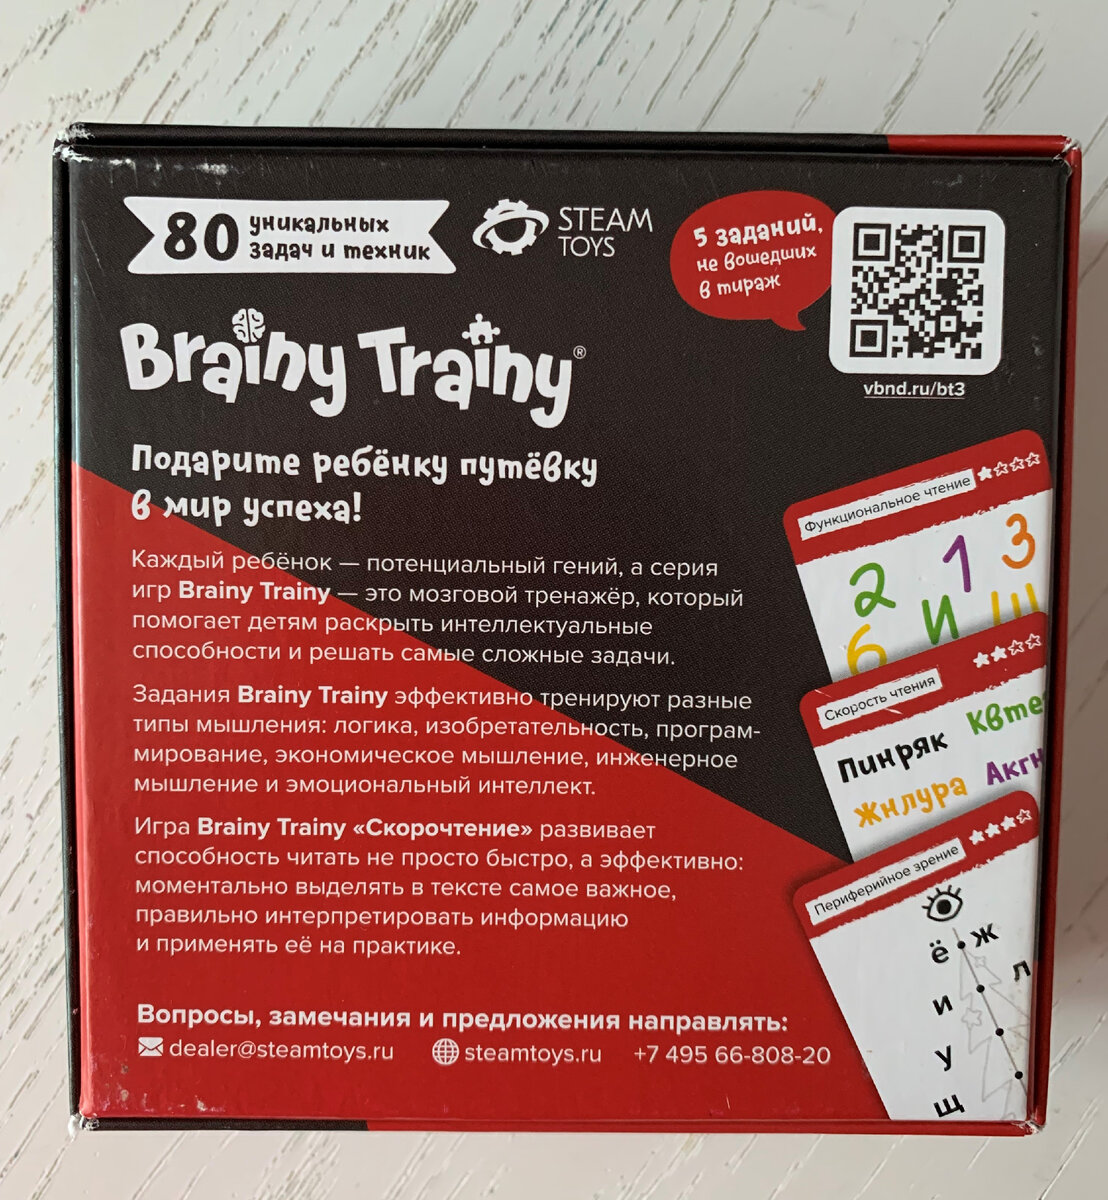 80 уникальных
задач и техник
STEAM
TOYS
5 заданий,
не вошедших
в тираж
vbnd.ru/bt3
Brainy Trainy®
Подарите ребёнку путёвку
в мир успеха!
Каждый ребёнок — потенциальный гений, а серия
игр Brainy Trainy — это мозговой тренажёр, который
помогает детям раскрыть интеллектуальные
способности и решать самые сложные задачи.
Задания Brainy Trainy эффективно тренируют разные
типы мышления: логика, изобретательность, програм-
мирование, экономическое мышление, инженерное
мышление и эмоциональный интеллект.
Игра Brainy Trainy «Скорочтение» развивает
способность читать не просто быстро, а эффективно:
моментально выделять в тексте самое важное,
правильно интерпретировать информацию
и применять её на практике.
Вопросы, замечания и предложения направлять:
dealer@steamtoys.ru steamtoys.ru +7 495 66-808-20
Функциональное чтение
2 1 3
6 И Ш
Скорость чтения
Пинряк Квте
Жнлура Акгн
Периферийное зрение
ё ж
и л
у
щ